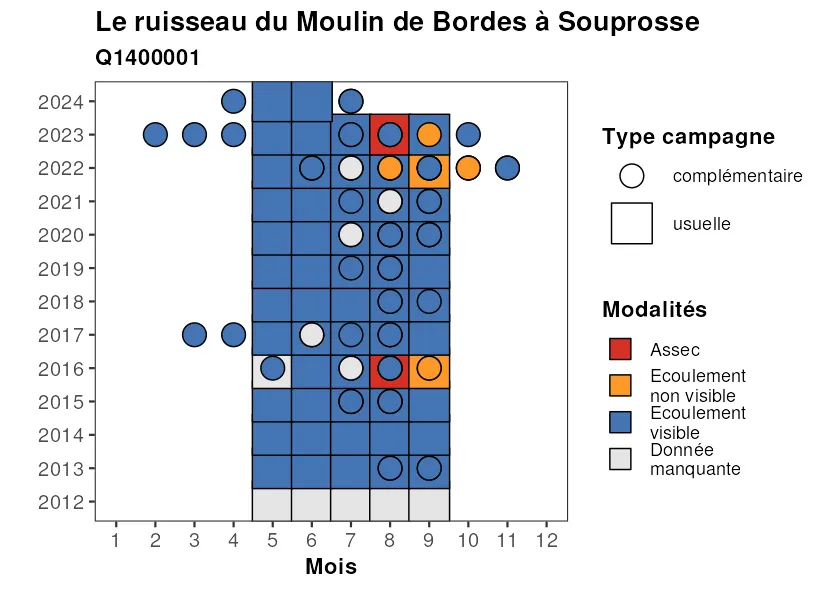 Le ruisseau du Moulin de Bordes à Souprosse
Q1400001
2024
2023
2022
2021
2020
2019
2018
2017
2016
2015
2014
2013
2012
1 2 3 4 5 6 7 8 9 10 11 12
Mois
Type campagne
complémentaire
usuelle
Modalités
Assec
Ecoulement
non visible
Ecoulement
visible
Donnée
manquante